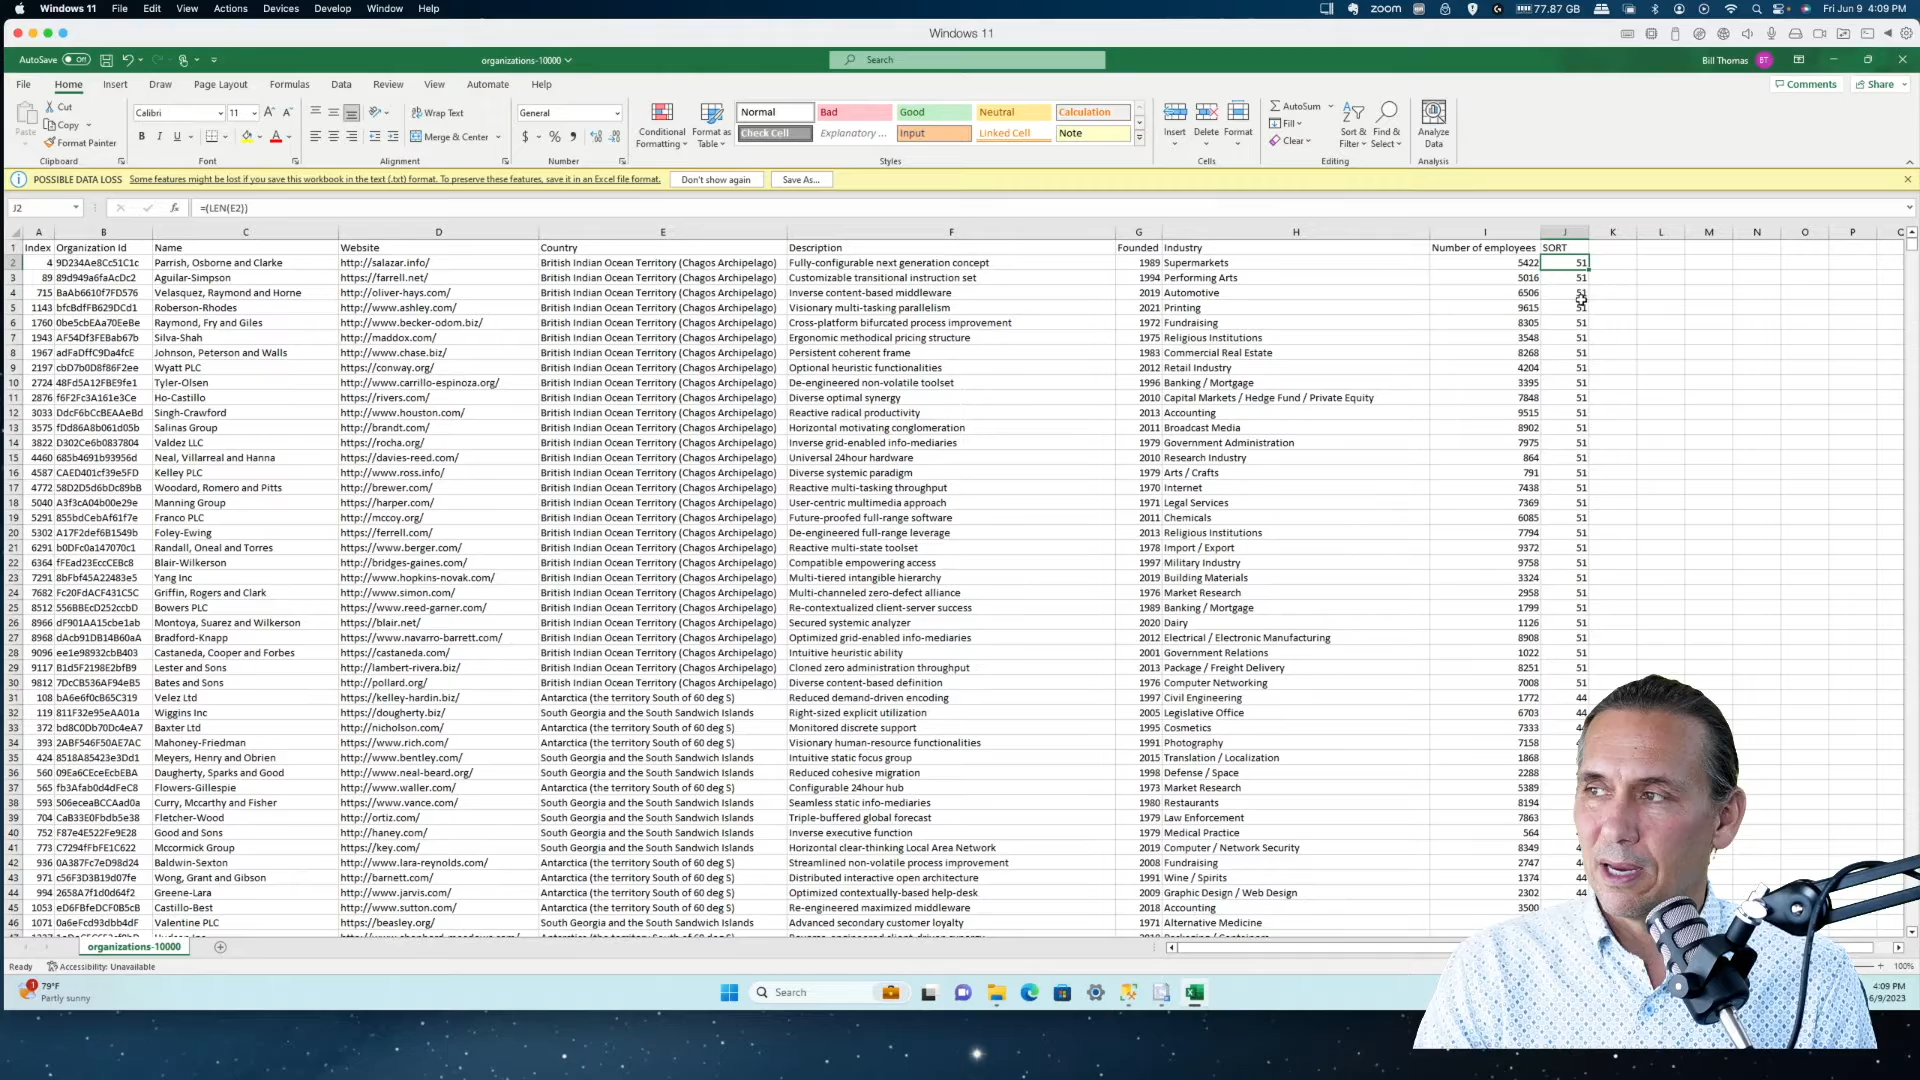 Windows 11 File Edit View Actions Devices Develop Window Help zoom 77.87 GB Fri Jun 9 4:09 PM
Windows 11
AutoSave Off organizations-10000 Search Bill Thomas BT
File Home Insert Draw Page Layout Formulas Data Review View Automate Help Comments Share
Paste Cut Copy Format Painter Clipboard
Calibri 11 B I U Font
Wrap Text Merge & Center Alignment
General $ % Number
Conditional Formatting Format as Table
Normal Bad Good Neutral Calculation
Check Cell Explanatory ... Input Linked Cell Note
Styles
Insert Delete Format Cells
AutoSum Fill Clear Sort & Filter Find & Select Editing
Analyze Data Analysis
POSSIBLE DATA LOSS Some features might be lost if you save this workbook in the text (.txt) format. To preserve these features, save it in an Excel file format. Don't show again Save As...
J2 fx =(LEN(E2))
A B C D E F G H I J K L M N O P
1 Index Organization Id Name Website Country Description Founded Industry Number of employees SORT
2 4 9D234Ae8Cc51C1c Parrish, Osborne and Clarke http://salazar.info/ British Indian Ocean Territory (Chagos Archipelago) Fully-configurable next generation concept 1989 Supermarkets 5422 51
3 89 89d949a6faAcDc2 Aguilar-Simpson http://farrell.net/ British Indian Ocean Territory (Chagos Archipelago) Customizable transitional instruction set 1994 Performing Arts 5016 51
4 715 BaAb6610f7FD576 Velasquez, Raymond and Horne http://oliver-hays.com/ British Indian Ocean Territory (Chagos Archipelago) Inverse content-based middleware 2019 Automotive 6506 51
5 1143 bfcBdfFB629Dcd1 Roberson-Rhodes http://www.ashley.com/ British Indian Ocean Territory (Chagos Archipelago) Visionary multi-tasking parallelism 2021 Printing 9615 51
6 1760 0be5cbEAa70EeBe Raymond, Fry and Giles http://www.becker-odom.biz/ British Indian Ocean Territory (Chagos Archipelago) Cross-platform bifurcated process improvement 1972 Fundraising 8305 51
7 1943 AF54Df3FEBab67b Silva-Shah http://maddox.com/ British Indian Ocean Territory (Chagos Archipelago) Ergonomic methodical pricing structure 1975 Religious Institutions 3548 51
8 1967 adFaDffC9Da4fcE Johnson, Peterson and Walls http://www.chase.biz/ British Indian Ocean Territory (Chagos Archipelago) Persistent coherent frame 1983 Commercial Real Estate 8268 51
9 2197 cbD7b0D8f86F2ee Wyatt PLC https://conway.org/ British Indian Ocean Territory (Chagos Archipelago) Optional heuristic functionalities 2012 Retail Industry 4204 51
10 2724 48Fd5A12FBE9fe1 Tyler-Olsen http://www.carrillo-espinoza.org/ British Indian Ocean Territory (Chagos Archipelago) De-engineered non-volatile toolset 1996 Banking / Mortgage 3395 51
11 2876 f6F2Fc3A161e3Ce Ho-Castillo https://rivers.com/ British Indian Ocean Territory (Chagos Archipelago) Diverse optimal synergy 2010 Capital Markets / Hedge Fund / Private Equity 7848 51
12 3033 DdcF6bCcBEAAeBd Singh-Crawford http://www.houston.com/ British Indian Ocean Territory (Chagos Archipelago) Reactive radical productivity 2013 Accounting 9515 51
13 3575 fDd86A8b061d05b Salinas Group http://brandt.com/ British Indian Ocean Territory (Chagos Archipelago) Horizontal motivating conglomeration 2011 Broadcast Media 8902 51
14 3822 D302Ce6b0837804 Valdez LLC https://rocha.org/ British Indian Ocean Territory (Chagos Archipelago) Inverse grid-enabled info-mediaries 1979 Government Administration 7975 51
15 4460 685b4691b93956d Neal, Villarreal and Hanna https://davies-reed.com/ British Indian Ocean Territory (Chagos Archipelago) Universal 24hour hardware 2010 Research Industry 864 51
16 4587 CAED401cf39e5FD Kelley PLC http://www.ross.info/ British Indian Ocean Territory (Chagos Archipelago) Diverse systemic paradigm 1979 Arts / Crafts 791 51
17 4772 58D2D5d6bDc89bB Woodard, Romero and Pitts http://brewer.com/ British Indian Ocean Territory (Chagos Archipelago) Reactive multi-tasking throughput 1970 Internet 7438 51
18 5040 A3f3cA04b00e29e Manning Group http://palmer.com/ British Indian Ocean Territory (Chagos Archipelago) User-centric multimedia approach 1971 Legal Services 7369 51
19 5291 855bdCebAf61f7e Franco PLC http://mccoy.org/ British Indian Ocean Territory (Chagos Archipelago) Future-proofed full-range software 2011 Chemicals 6085 51
20 5302 A17F2def6B1549b Foley-Ewing https://ferrell.com/ British Indian Ocean Territory (Chagos Archipelago) De-engineered full-range leverage 2013 Religious Institutions 7794 51
21 6291 b0DFc0a147070c1 Randall, Oneal and Torres https://www.berger.com/ British Indian Ocean Territory (Chagos Archipelago) Reactive multi-state toolset 1978 Import / Export 9372 51
22 6364 fFEad23EccCEBc8 Blair-Wilkerson http://bridges-gaines.com/ British Indian Ocean Territory (Chagos Archipelago) Compatible empowering access 1997 Military Industry 9758 51
23 7291 8bFbf45A22483e5 Yang Inc http://www.hopkins-novak.com/ British Indian Ocean Territory (Chagos Archipelago) Multi-tiered intangible hierarchy 2019 Building Materials 3324 51
24 7682 Fc20FdACF431C5C Griffin, Rogers and Clark http://www.simon.com/ British Indian Ocean Territory (Chagos Archipelago) Multi-channeled zero-defect alliance 1976 Market Research 2958 51
25 8512 556BBEcD252ccbD Bowers PLC http://www.reed-garner.com/ British Indian Ocean Territory (Chagos Archipelago) Re-contextualized client-server success 1989 Banking / Mortgage 1799 51
26 8966 dF901AA15cbe1ab Montoya, Suarez and Wilkerson https://blair.net/ British Indian Ocean Territory (Chagos Archipelago) Secured systemic analyzer 2020 Dairy 1126 51
27 8968 dAcb91DB14B60aA Bradford-Knapp https://www.navarro-barrett.com/ British Indian Ocean Territory (Chagos Archipelago) Optimized grid-enabled info-mediaries 2012 Electrical / Electronic Manufacturing 8908 51
28 9096 ee1e98932cbB403 Castaneda, Cooper and Forbes https://castaneda.com/ British Indian Ocean Territory (Chagos Archipelago) Intuitive heuristic ability 2001 Government Relations 1022 51
29 9117 B1d5F2198E2bfB9 Lester and Sons http://lambert-rivera.biz/ British Indian Ocean Territory (Chagos Archipelago) Cloned zero administration throughput 2013 Package / Freight Delivery 8251 51
30 9812 7DcCB536AF94eB5 Bates and Sons http://pollard.org/ British Indian Ocean Territory (Chagos Archipelago) Diverse content-based definition 1976 Computer Networking 7008 51
31 108 bA6e6f0cB65C319 Velez Ltd https://kelley-hardin.biz/ Antarctica (the territory South of 60 deg S) Reduced demand-driven encoding 1997 Civil Engineering 1772 44
32 119 811F32e95eAA01a Wiggins Inc https://dougherty.biz/ South Georgia and the South Sandwich Islands Right-sized explicit utilization 2005 Legislative Office 6703 44
33 372 bd8C0Db70Dc4eA7 Baxter Ltd http://nicholson.com/ Antarctica (the territory South of 60 deg S) Monitored discrete support 1995 Cosmetics 7333
34 393 2ABF546F50AE7AC Mahoney-Friedman https://www.rich.com/ Antarctica (the territory South of 60 deg S) Visionary human-resource functionalities 1991 Photography 7158
35 424 8518A85423e3Dd1 Meyers, Henry and Obrien https://www.bentley.com/ South Georgia and the South Sandwich Islands Intuitive static focus group 2015 Translation / Localization 1868
36 560 09Ea6CEceEcbEBA Daugherty, Sparks and Good https://www.neal-beard.org/ South Georgia and the South Sandwich Islands Reduced cohesive migration 1998 Defense / Space 2288
37 565 fb3Afab0d4dFeC8 Flowers-Gillespie http://www.waller.com/ Antarctica (the territory South of 60 deg S) Configurable 24hour hub 1973 Market Research 5389
38 593 506eceaBCCAad0a Curry, Mccarthy and Fisher https://www.vance.com/ South Georgia and the South Sandwich Islands Seamless static info-mediaries 1980 Restaurants 8194
39 704 CaB33E0Fbdb5e38 Fletcher-Wood http://ortiz.com/ South Georgia and the South Sandwich Islands Triple-buffered global forecast 1979 Law Enforcement 7863
40 752 F87e4E522Fe9E28 Good and Sons http://haney.com/ South Georgia and the South Sandwich Islands Inverse executive function 1979 Medical Practice 564
41 773 C7294fFbFE1C622 Mccormick Group https://key.com/ South Georgia and the South Sandwich Islands Horizontal clear-thinking Local Area Network 2019 Computer / Network Security 8349
42 936 0A387Fc7eD98d24 Baldwin-Sexton http://www.lara-reynolds.com/ Antarctica (the territory South of 60 deg S) Streamlined non-volatile process improvement 2008 Fundraising 2747
43 971 c56F3D3B19d07fe Wong, Grant and Gibson http://barnett.com/ Antarctica (the territory South of 60 deg S) Distributed interactive open architecture 1991 Wine / Spirits 1374 44
44 994 2658A7f1d0d64f2 Greene-Lara http://www.jarvis.com/ Antarctica (the territory South of 60 deg S) Optimized contextually-based help-desk 2009 Graphic Design / Web Design 2302 44
45 1053 eD6FBfeDCF0B5cB Castillo-Best http://www.sutton.com/ Antarctica (the territory South of 60 deg S) Re-engineered maximized middleware 2018 Accounting 3500
46 1071 0a6eFcd93dbb4dF Valentine PLC https://beasley.org/ South Georgia and the South Sandwich Islands Advanced secondary customer loyalty 1971 Alternative Medicine
organizations-10000
Ready Accessibility: Unavailable 100%
79°F Partly sunny Search 4:09 PM 6/9/2023